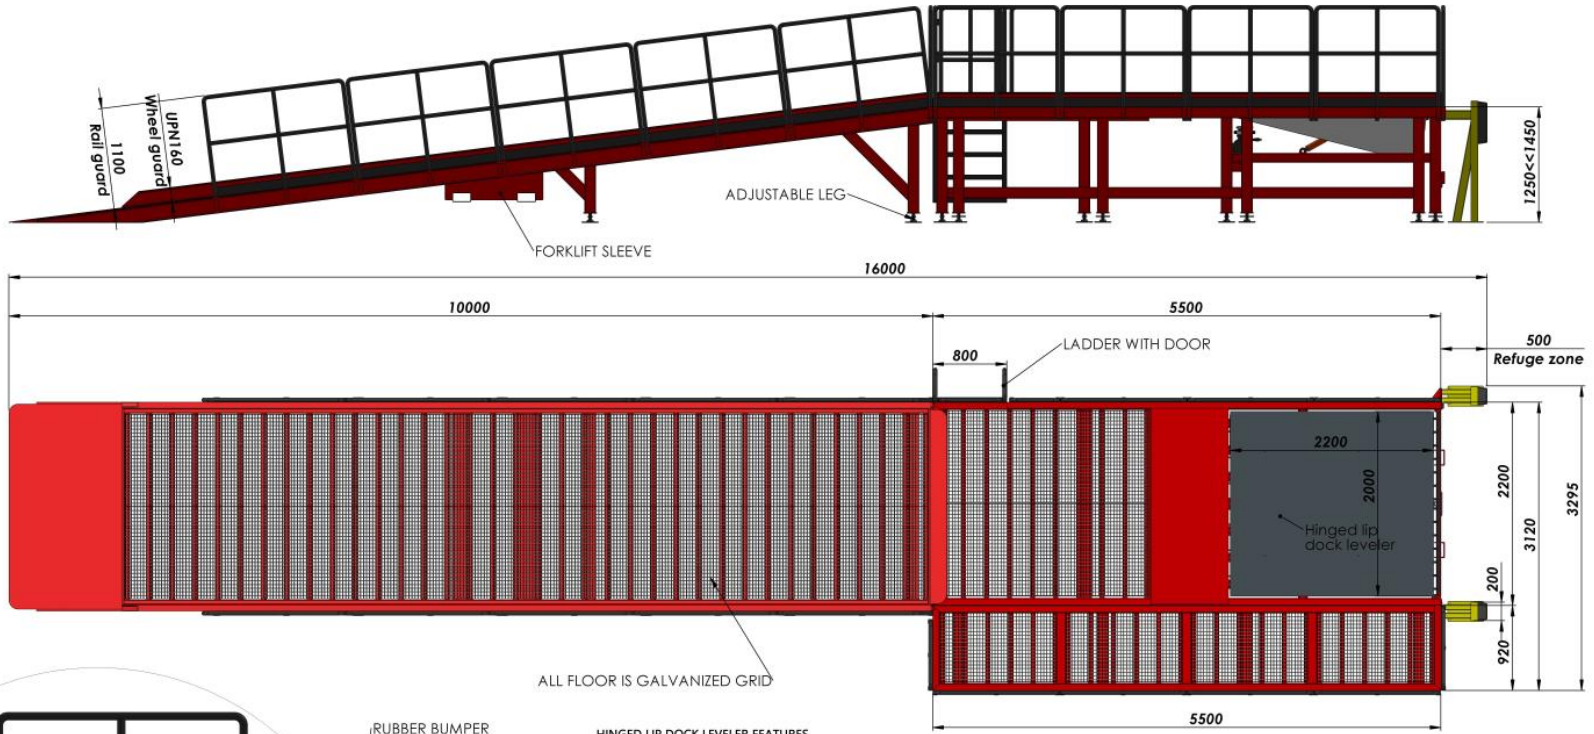 UPN160
Wheel guard
1100
Rail guard
ADJUSTABLE LEG
FORKLIFT SLEEVE
1250<<1450
16000
10000
5500
500
Refuge zone
800
LADDER WITH DOOR
2200
2000
Hinged lip
dock leveler
2200
3120
3295
200
920
ALL FLOOR IS GALVANIZED GRID
5500
RUBBER BUMPER
HINGED LIP DOCK LEVELER FEATURES